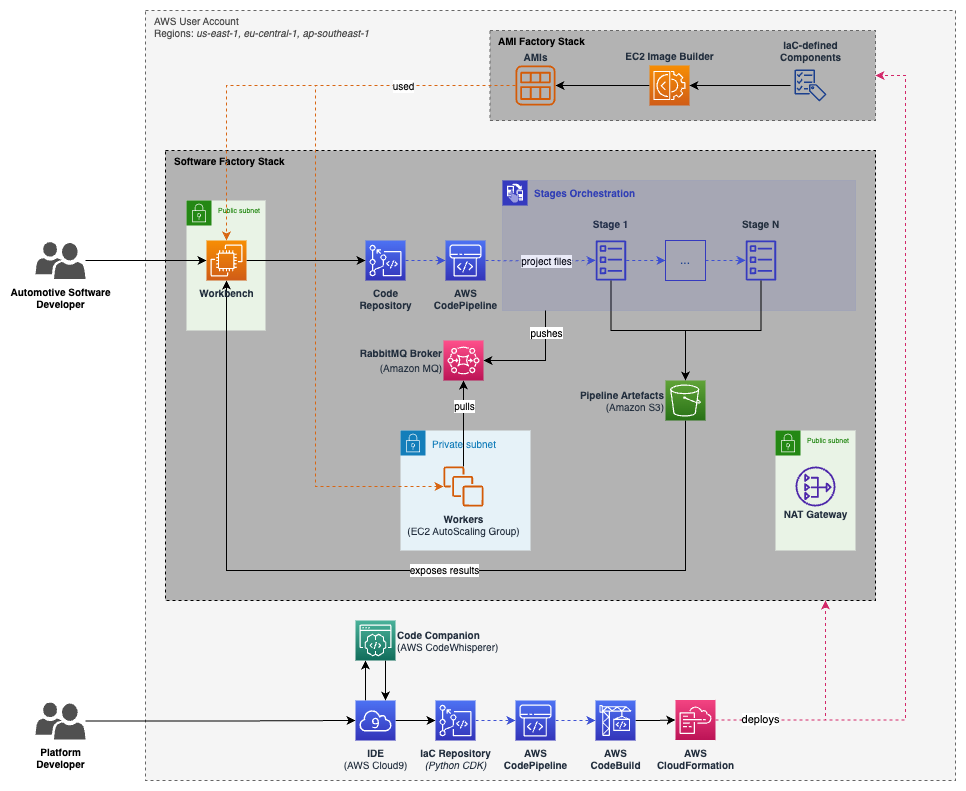 AWS User Account
Regions: us-east-1, eu-central-1, ap-southeast-1
AMI Factory Stack
AMIs
EC2 Image Builder
IaC-defined
Components
used
Software Factory Stack
Public subnet
Workbench
Automotive Software
Developer
Code
Repository
AWS
CodePipeline
Stages Orchestration
project files
Stage 1
...
Stage N
pushes
RabbitMQ Broker
(Amazon MQ)
pulls
Pipeline Artefacts
(Amazon S3)
Private subnet
Workers
(EC2 AutoScaling Group)
Public subnet
NAT Gateway
exposes results
Code Companion
(AWS CodeWhisperer)
Platform
Developer
9
IDE
(AWS Cloud9)
IaC Repository
(Python CDK)
AWS
CodePipeline
AWS
CodeBuild
AWS
CloudFormation
deploys